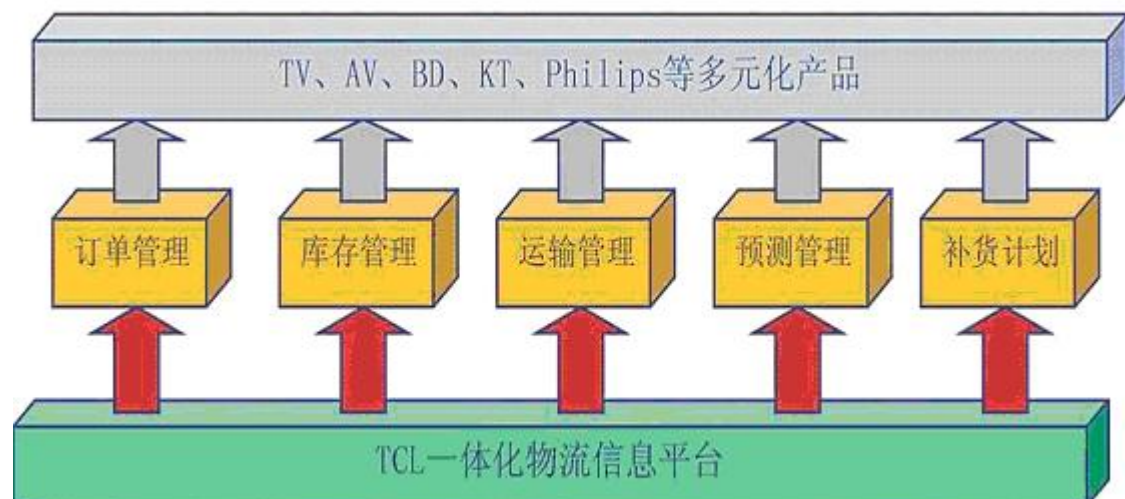 TV、AV、BD、KT、Philips等多元化产品
订单管理
库存管理
运输管理
预测管理
补货计划
TCL一体化物流信息平台